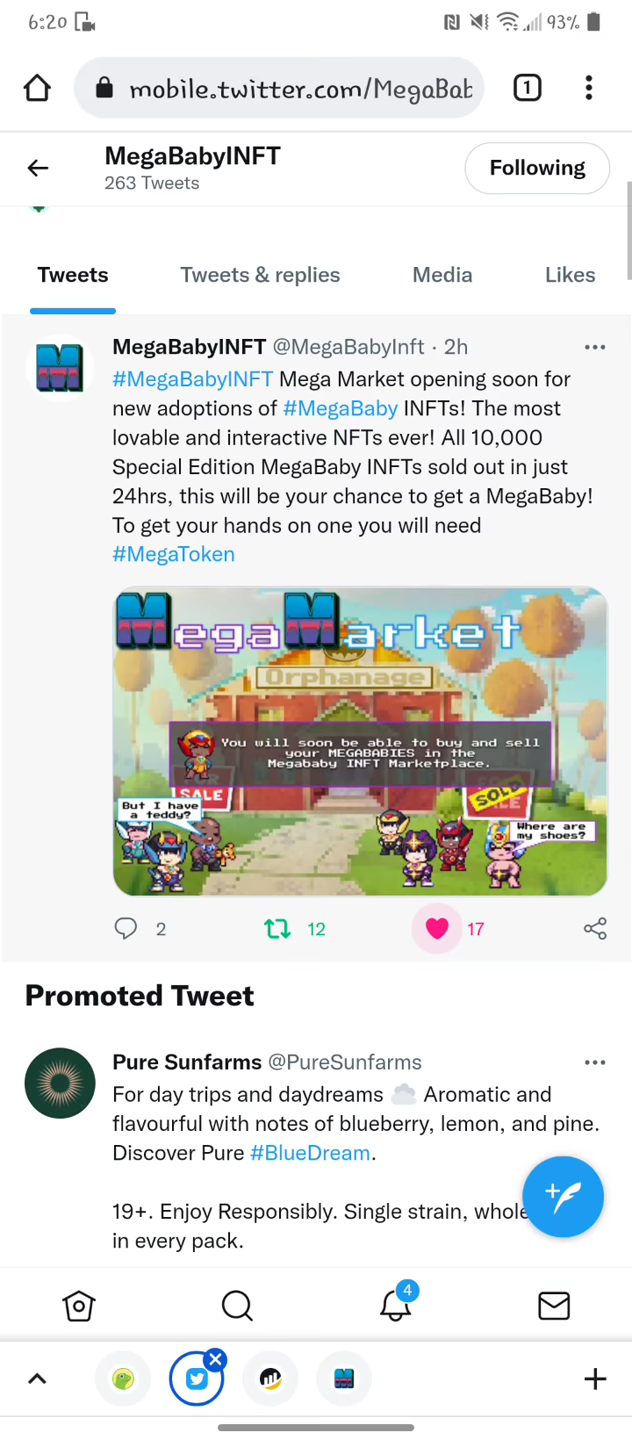 6:20
93%
mobile.twitter.com/MegaBab
1
MegaBabyINFT
263 Tweets
Following
Tweets
Tweets & replies
Media
Likes
MegaBabyINFT @MegaBabyInft · 2h
#MegaBabyINFT Mega Market opening soon for
new adoptions of #MegaBaby INFTs! The most
lovable and interactive NFTs ever! All 10,000
Special Edition MegaBaby INFTs sold out in just
24hrs, this will be your chance to get a MegaBaby!
To get your hands on one you will need
#MegaToken
MegaMarket
Orphanage
You will soon be able to buy and sell
your MEGABABIES in the
Megababy INFT Marketplace.
SALE
SOLD
But I have
a teddy?
Where are
my shoes?
2
12
17
Promoted Tweet
Pure Sunfarms @PureSunfarms
For day trips and daydreams ☁️ Aromatic and
flavourful with notes of blueberry, lemon, and pine.
Discover Pure #BlueDream.
19+. Enjoy Responsibly. Single strain, whole
in every pack.
4